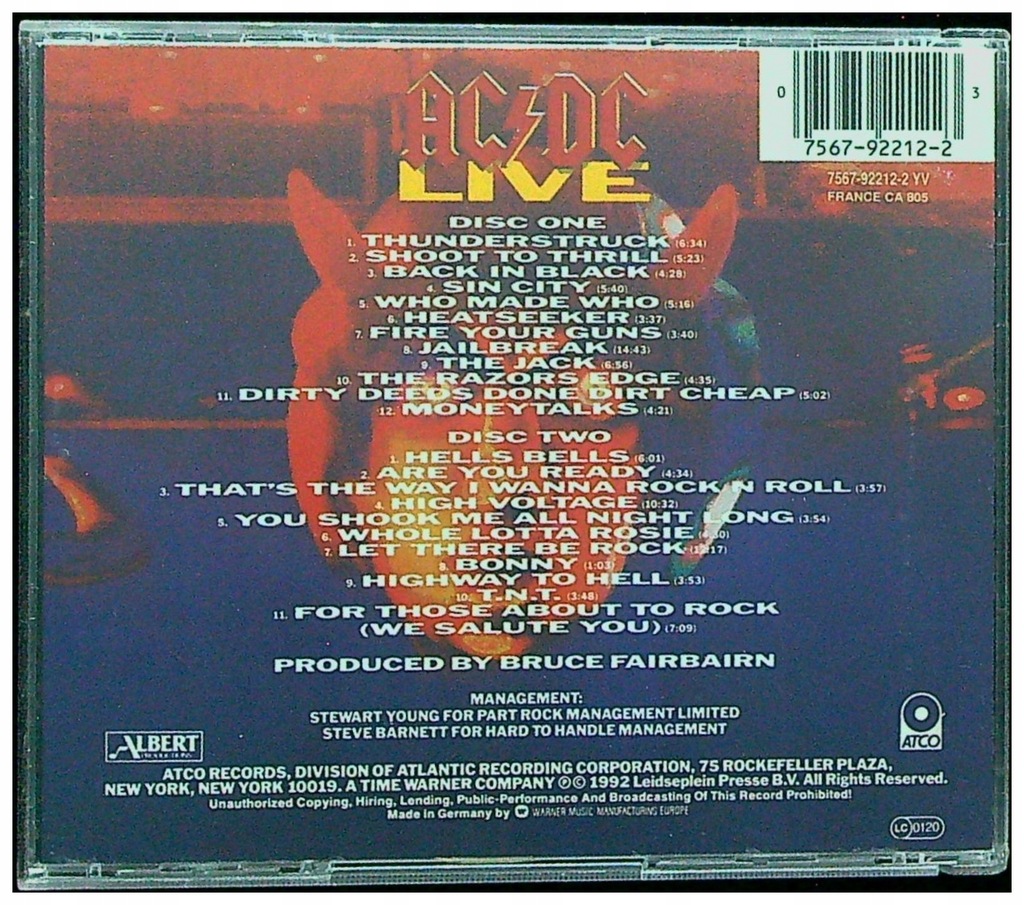 AC/DC
LIVE
0 3
7567-92212-2
7567-92212-2 YV
FRANCE CA 805
DISC ONE
1. THUNDERSTRUCK (6:34)
2. SHOOT TO THRILL (5:23)
3. BACK IN BLACK (4:28)
4. SIN CITY (5:40)
5. WHO MADE WHO (5:16)
6. HEATSEEKER (3:37)
7. FIRE YOUR GUNS (3:40)
8. JAILBREAK (14:43)
9. THE JACK (6:56)
10. THE RAZORS EDGE (4:35)
11. DIRTY DEEDS DONE DIRT CHEAP (5:02)
12. MONEYTALKS (4:21)
DISC TWO
1. HELLS BELLS (6:01)
2. ARE YOU READY (4:34)
3. THAT'S THE WAY I WANNA ROCK N ROLL (3:57)
4. HIGH VOLTAGE (10:32)
5. YOU SHOOK ME ALL NIGHT LONG (3:54)
6. WHOLE LOTTA ROSIE
7. LET THERE BE ROCK
8. BONNY (1:03)
9. HIGHWAY TO HELL (3:53)
10. T.N.T. (3:48)
11. FOR THOSE ABOUT TO ROCK
(WE SALUTE YOU) (7:09)
PRODUCED BY BRUCE FAIRBAIRN
MANAGEMENT:
STEWART YOUNG FOR PART ROCK MANAGEMENT LIMITED
STEVE BARNETT FOR HARD TO HANDLE MANAGEMENT
ALBERT
PRODUCTIONS
ATCO
ATCO RECORDS, DIVISION OF ATLANTIC RECORDING CORPORATION, 75 ROCKEFELLER PLAZA,
NEW YORK, NEW YORK 10019. A TIME WARNER COMPANY ℗© 1992 Leidseplein Presse B.V. All Rights Reserved.
Unauthorized Copying, Hiring, Lending, Public-Performance And Broadcasting Of This Record Prohibited!
Made in Germany by WARNER MUSIC MANUFACTURING EUROPE
LC 0120